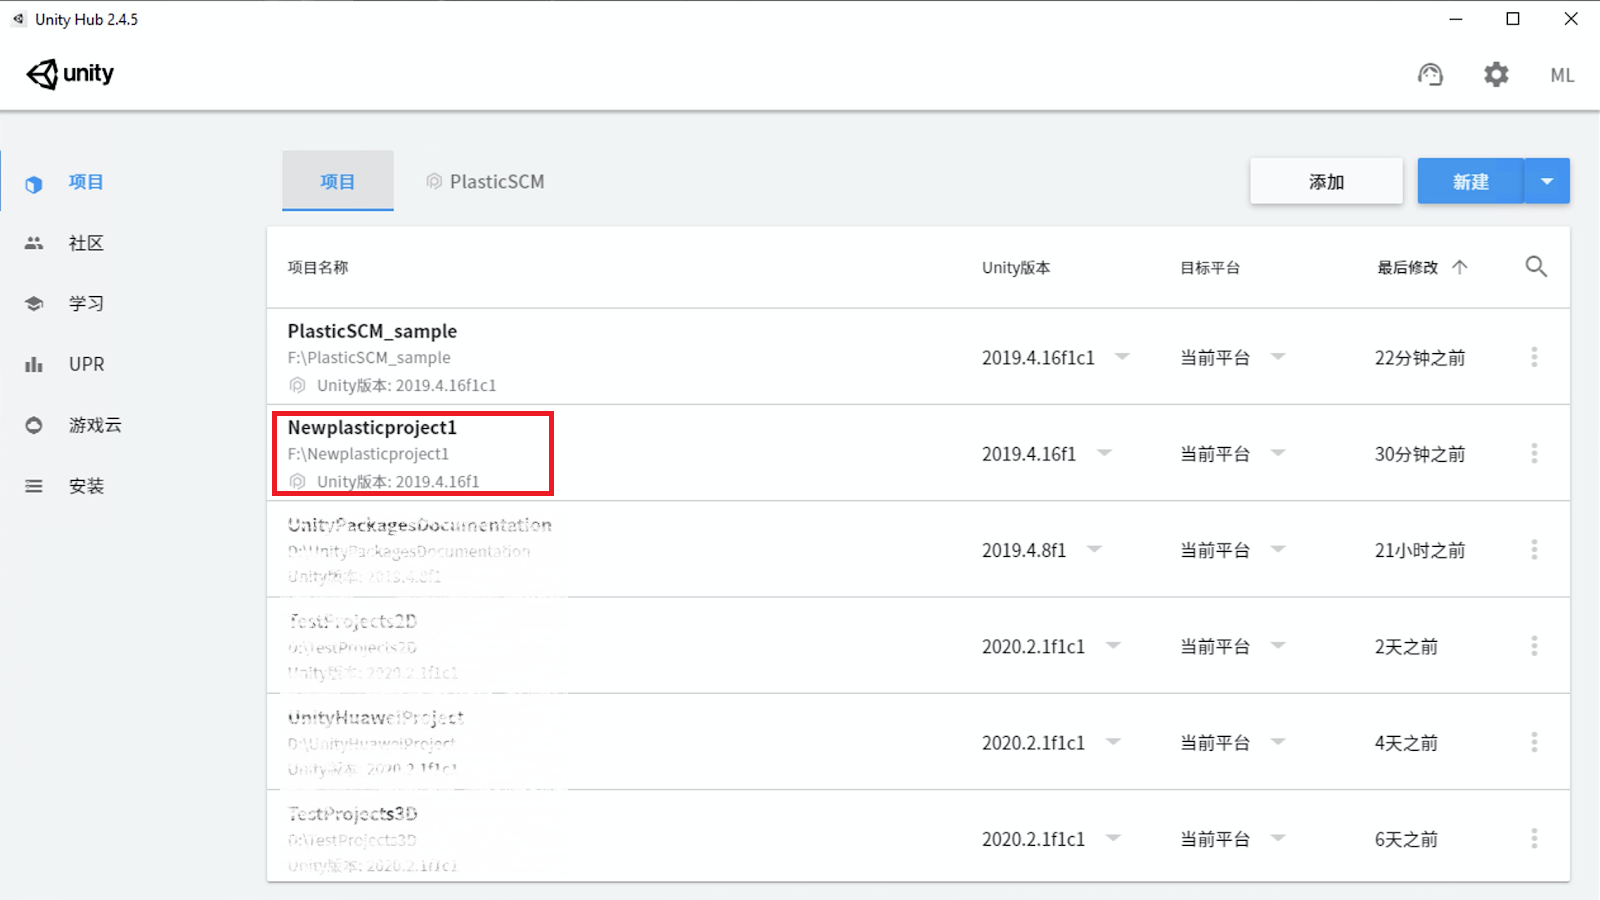 Unity Hub 2.4.5
unity
ML
项目
社区
学习
UPR
游戏云
安装
项目
PlasticSCM
添加
新建
项目名称
Unity版本
目标平台
最后修改
PlasticSCM_sample
F:\PlasticSCM_sample
Unity版本: 2019.4.16f1c1
2019.4.16f1c1
当前平台
22分钟之前
Newplasticproject1
F:\Newplasticproject1
Unity版本: 2019.4.16f1
2019.4.16f1
当前平台
30分钟之前
UnityPackagesDocumentation
D:\UnityPackagesDocumentation
Unity版本: 2019.4.8f1
2019.4.8f1
当前平台
21小时之前
TestProjects2D
D:\TestProjects2D
Unity版本: 2020.2.1f1c1
2020.2.1f1c1
当前平台
2天之前
UnityHuaweiProject
D:\UnityHuaweiProject
Unity版本: 2020.2.1f1c1
2020.2.1f1c1
当前平台
4天之前
TestProjects3D
D:\TestProjects3D
Unity版本: 2020.2.1f1c1
2020.2.1f1c1
当前平台
6天之前